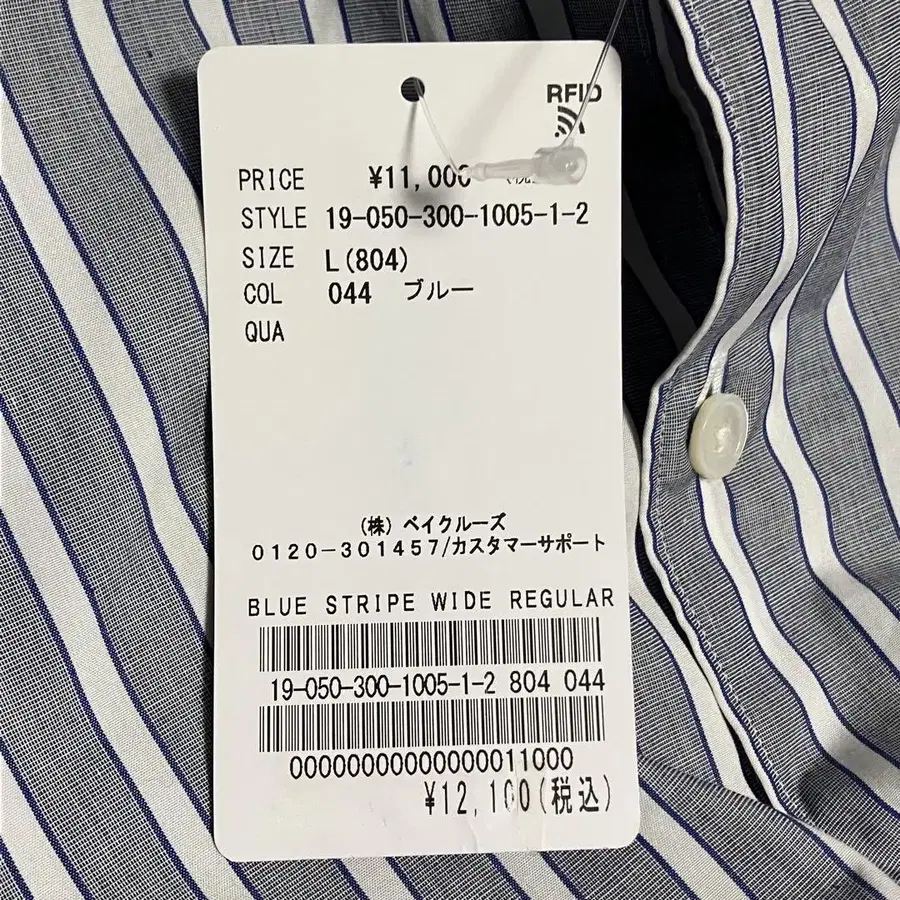 RFID
PRICE ¥11,000
STYLE 19-050-300-1005-1-2
SIZE L(804)
COL 044 ブルー
QUA
(株) ベイクルーズ
0120-301457/カスタマーサポート
BLUE STRIPE WIDE REGULAR
19-050-300-1005-1-2 804 044
00000000000000011000
¥12,100(税込)